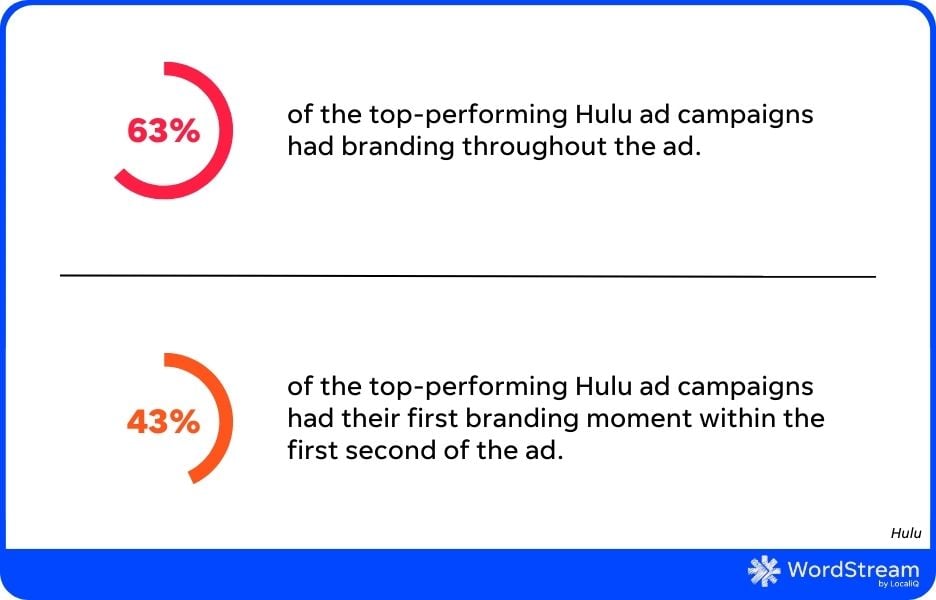 63%
of the top-performing Hulu ad campaigns
had branding throughout the ad.
43%
of the top-performing Hulu ad campaigns
had their first branding moment within the
first second of the ad.
Hulu
WordStream
by LocaliQ